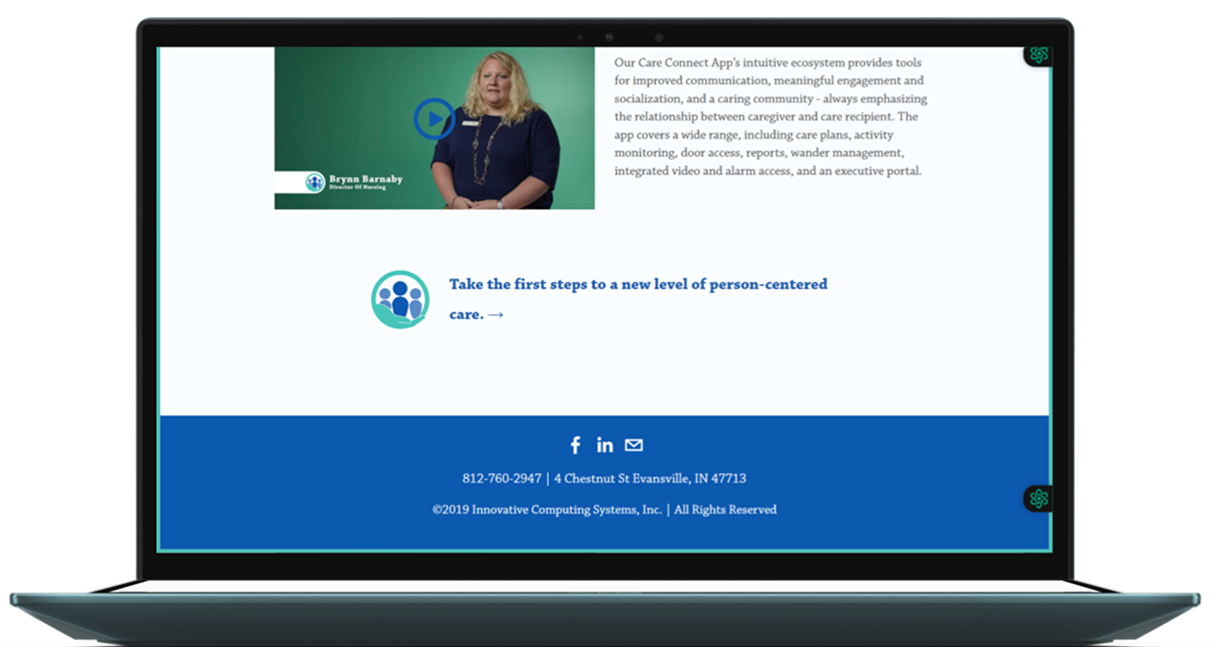 Our Care Connect App's intuitive ecosystem provides tools
for improved communication, meaningful engagement and
socialization, and a caring community - always emphasizing
the relationship between caregiver and care recipient. The
app covers a wide range, including care plans, activity
monitoring, door access, reports, wander management,
integrated video and alarm access, and an executive portal.
Brynn Barnaby
Director Of Nursing
Take the first steps to a new level of person-centered
care. →
812-760-2947 | 4 Chestnut St Evansville, IN 47713
©2019 Innovative Computing Systems, Inc. | All Rights Reserved